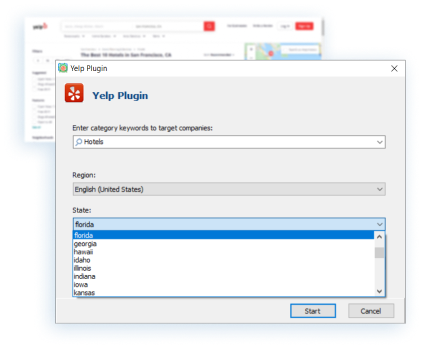 yelp
The Best 10 Hotels in San Francisco, CA
Yelp Plugin
Yelp Plugin
Enter category keywords to target companies:
Hotels
Region:
English (United States)
State:
florida
florida
georgia
hawaii
idaho
illinois
indiana
iowa
kansas
Start
Cancel